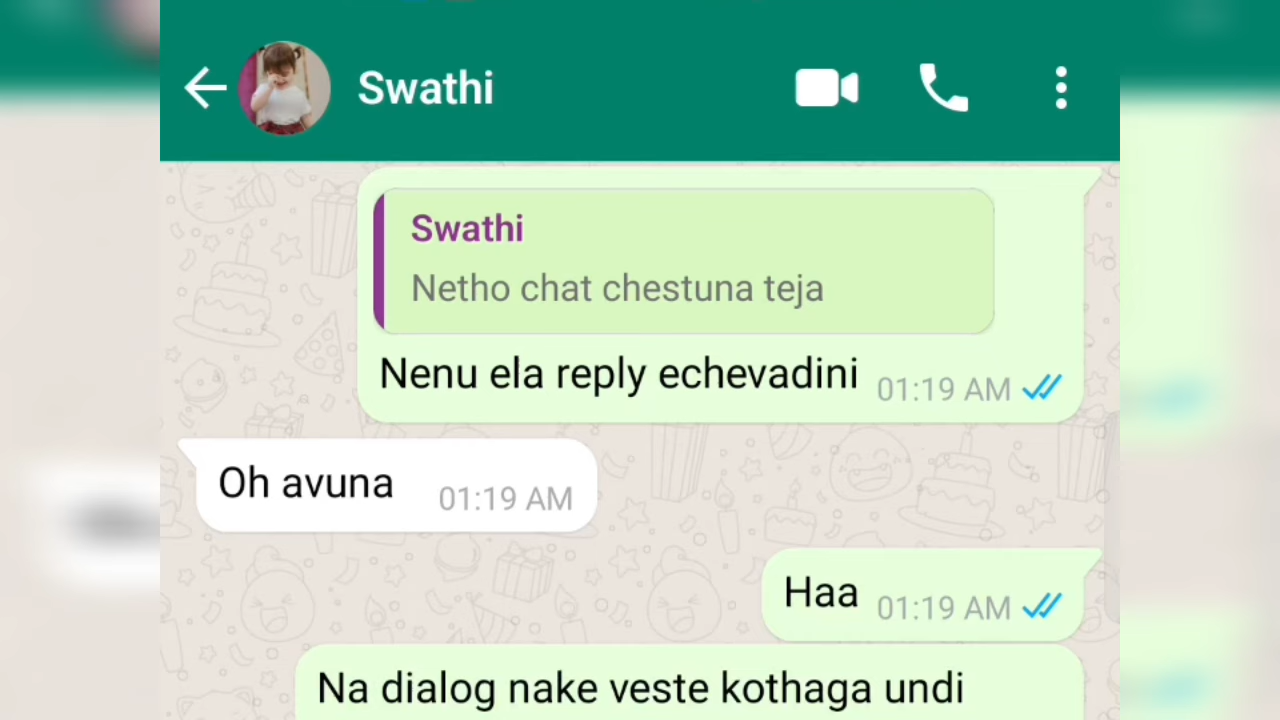 Swathi
Swathi
Netho chat chestuna teja
Nenu ela reply echevadini 01:19 AM
Oh avuna 01:19 AM
Haa 01:19 AM
Na dialog nake veste kothaga undi